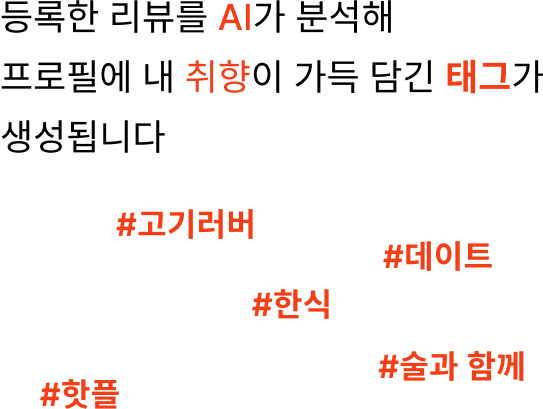 등록한 리뷰를 AI가 분석해
프로필에 내 취향이 가득 담긴 태그가
생성됩니다
#고기러버
#데이트
#한식
#술과 함께
#핫플